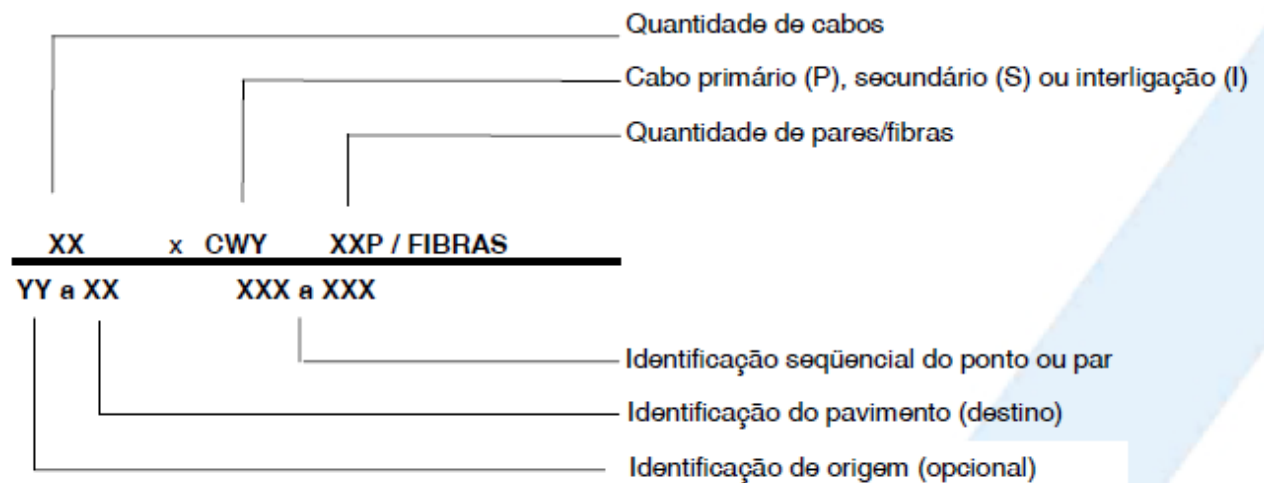 Quantidade de cabos
Cabo primário (P), secundário (S) ou interligação (I)
Quantidade de pares/fibras
XX x CWY XXP / FIBRAS
YY a XX XXX a XXX
Identificação seqüencial do ponto ou par
Identificação do pavimento (destino)
Identificação de origem (opcional)